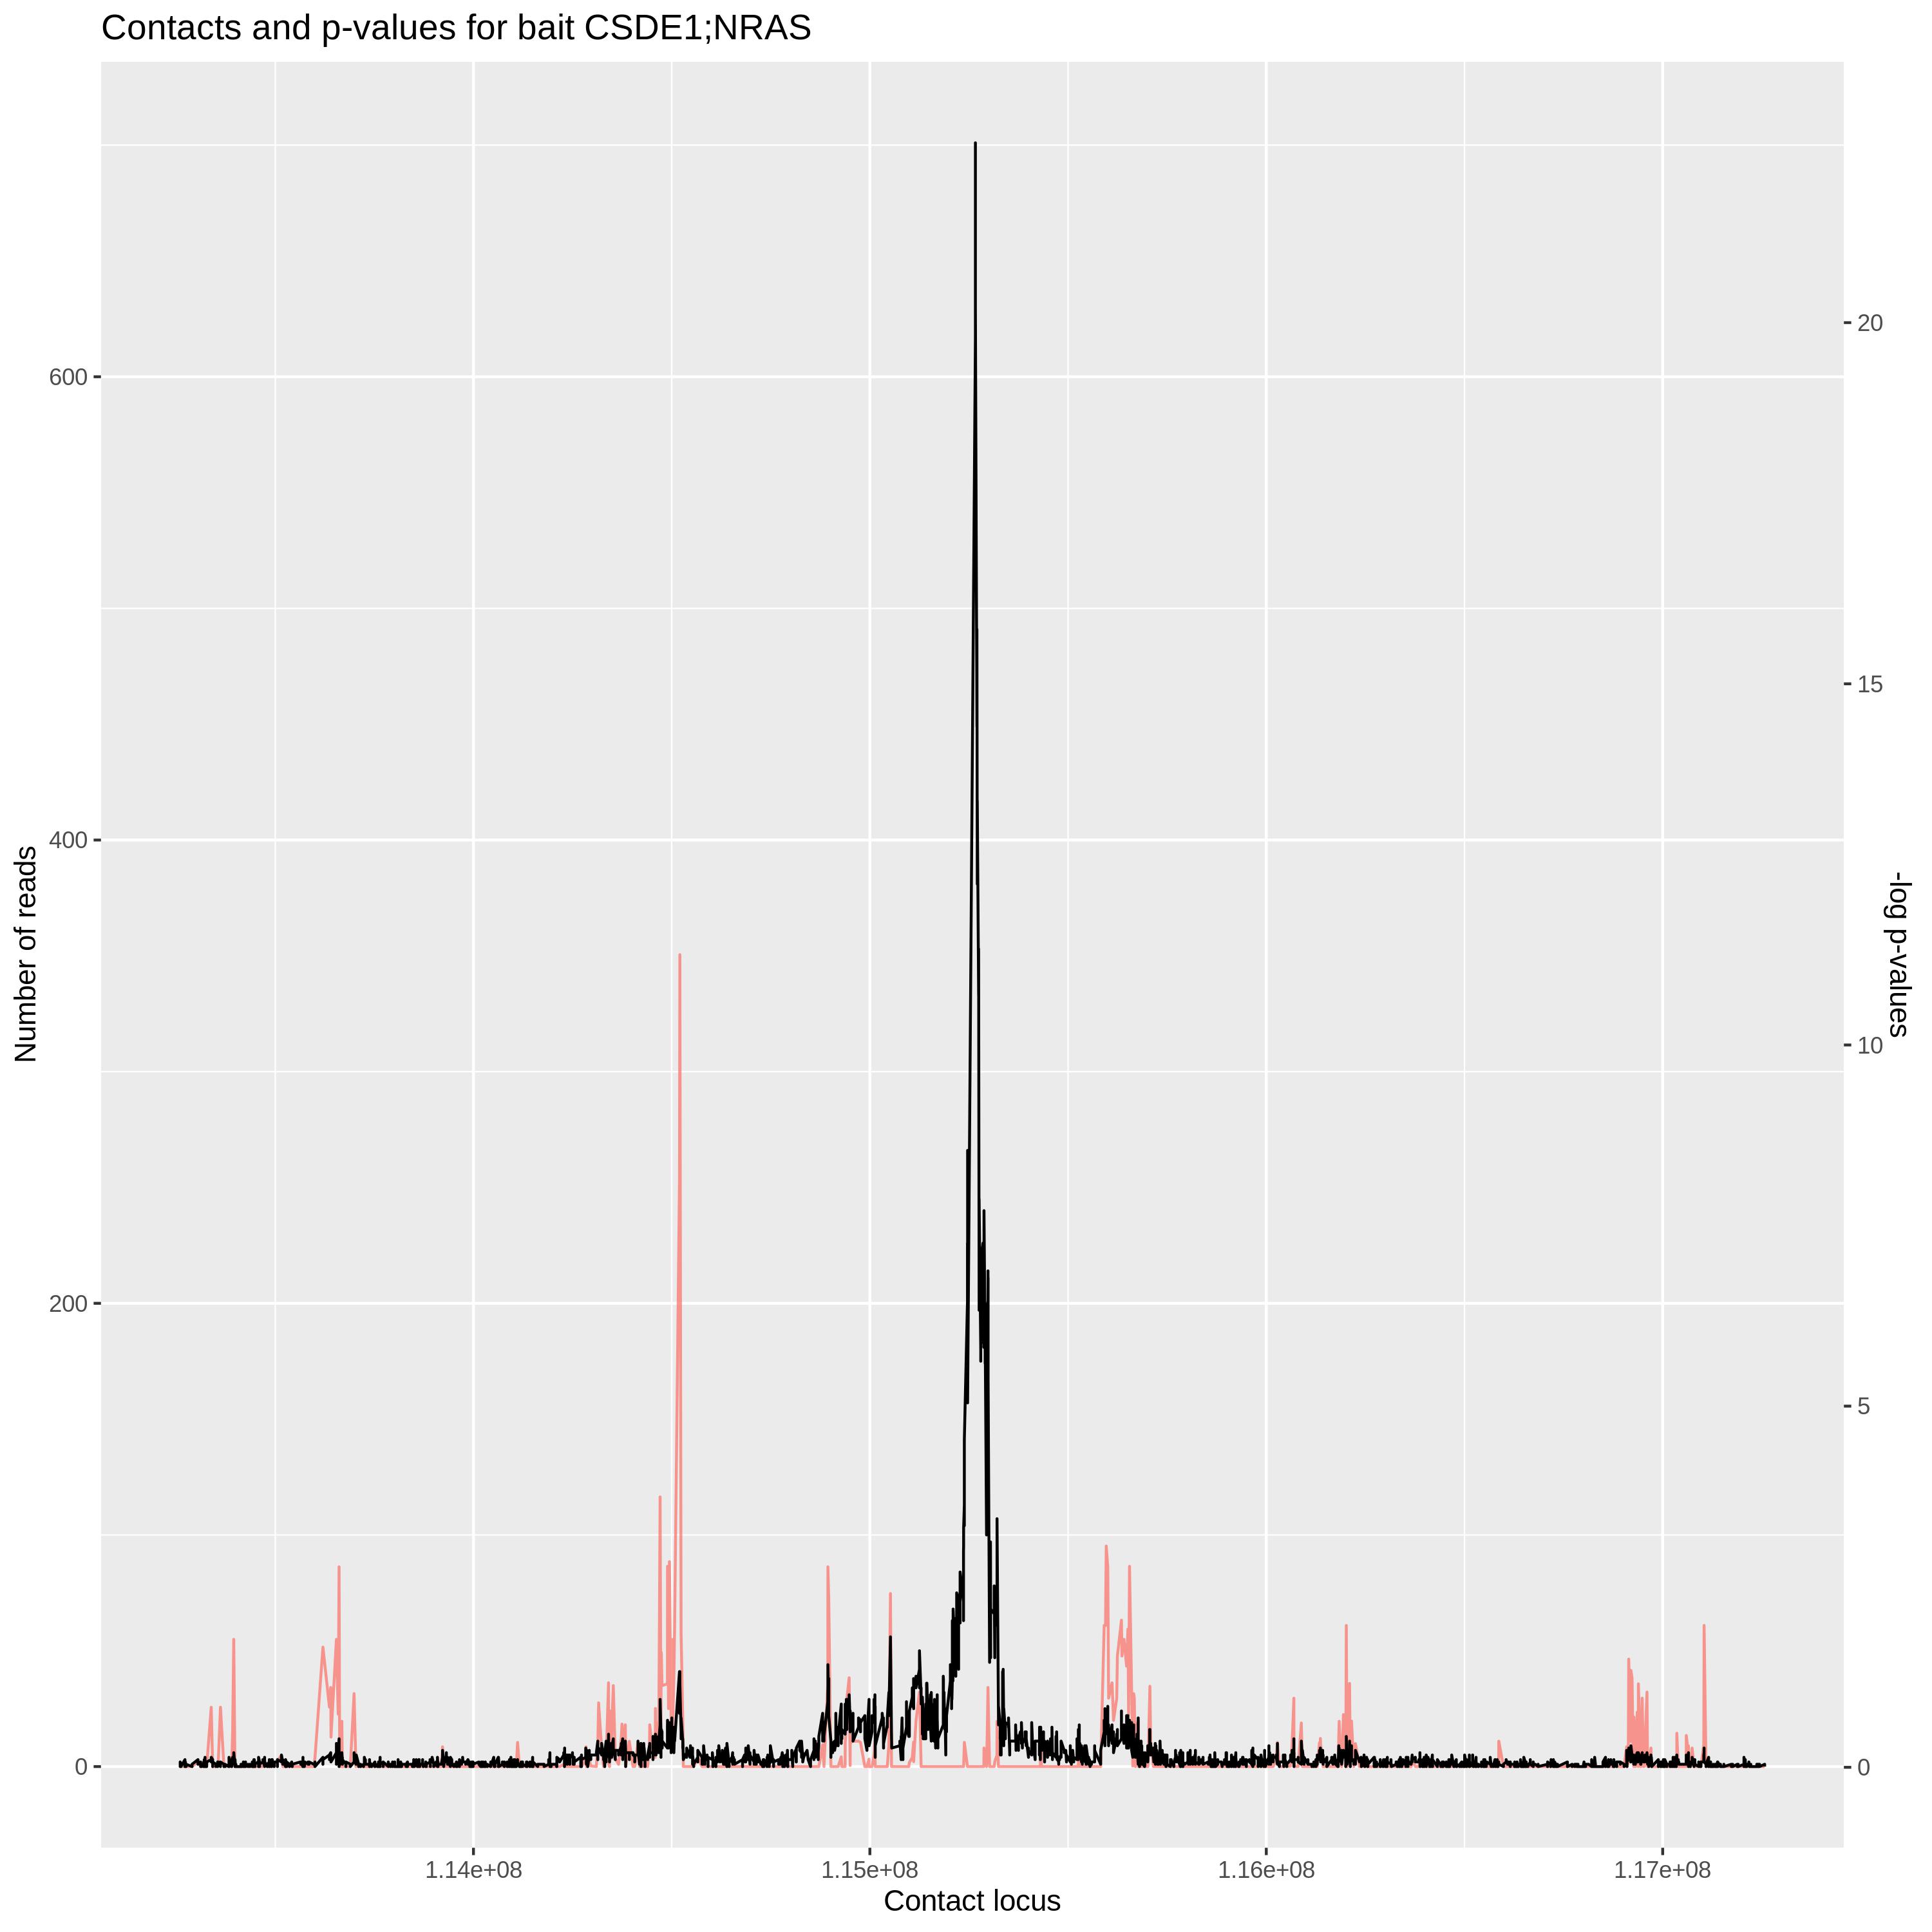 Contacts and p-values for bait CSDE1;NRAS
Number of reads
600
400
200
0
20
15
10
5
0
-log p-values
1.14e+08 1.15e+08 1.16e+08 1.17e+08
Contact locus